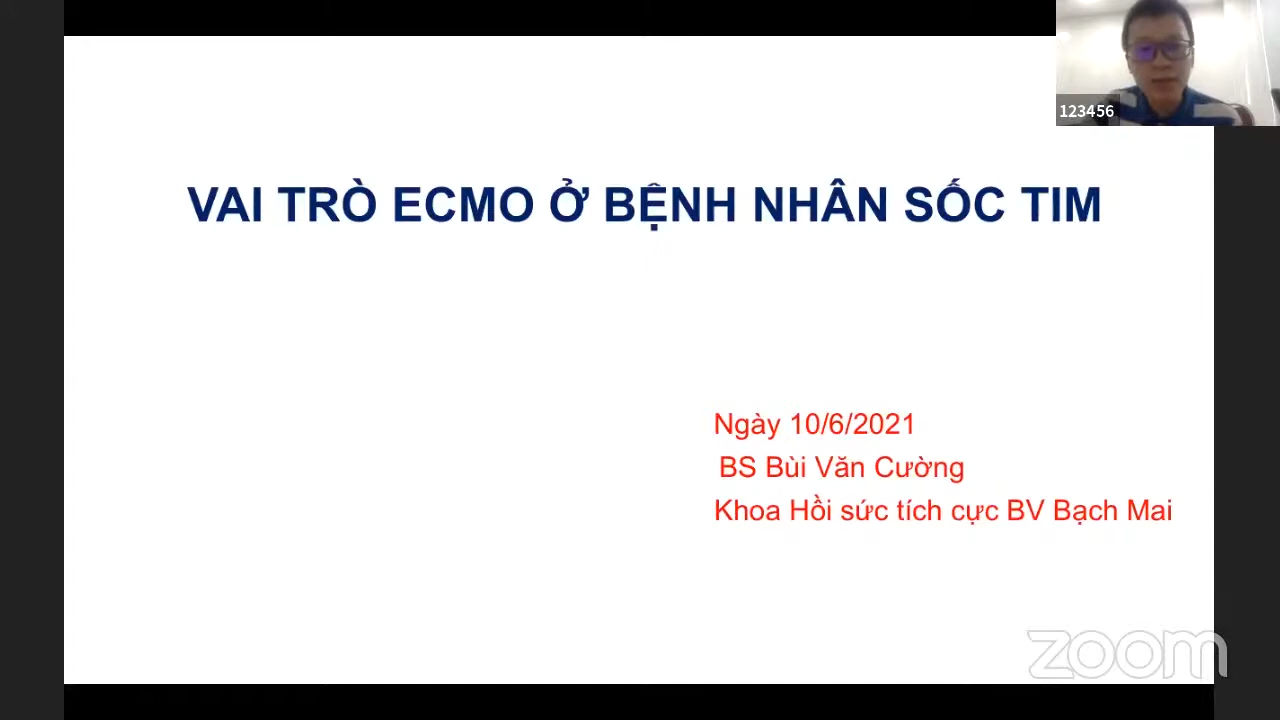 123456
VAI TRÒ ECMO Ở BỆNH NHÂN SỐC TIM
Ngày 10/6/2021
BS Bùi Văn Cường
Khoa Hồi sức tích cực BV Bạch Mai
zoom